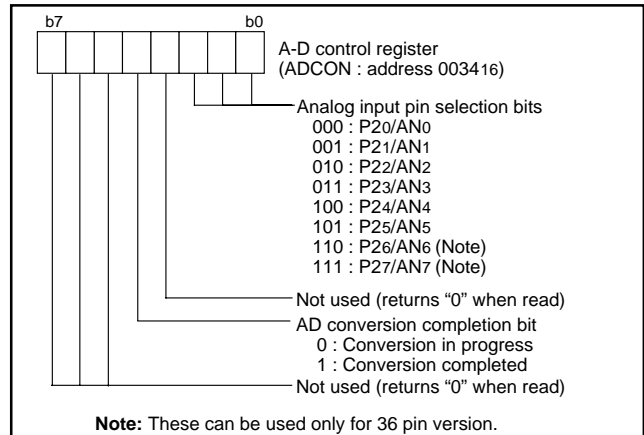 b7 b0
A-D control register
(ADCON : address 003416)
Analog input pin selection bits
000 : P20/AN0
001 : P21/AN1
010 : P22/AN2
011 : P23/AN3
100 : P24/AN4
101 : P25/AN5
110 : P26/AN6 (Note)
111 : P27/AN7 (Note)
Not used (returns “0” when read)
AD conversion completion bit
0 : Conversion in progress
1 : Conversion completed
Not used (returns “0” when read)
Note: These can be used only for 36 pin version.